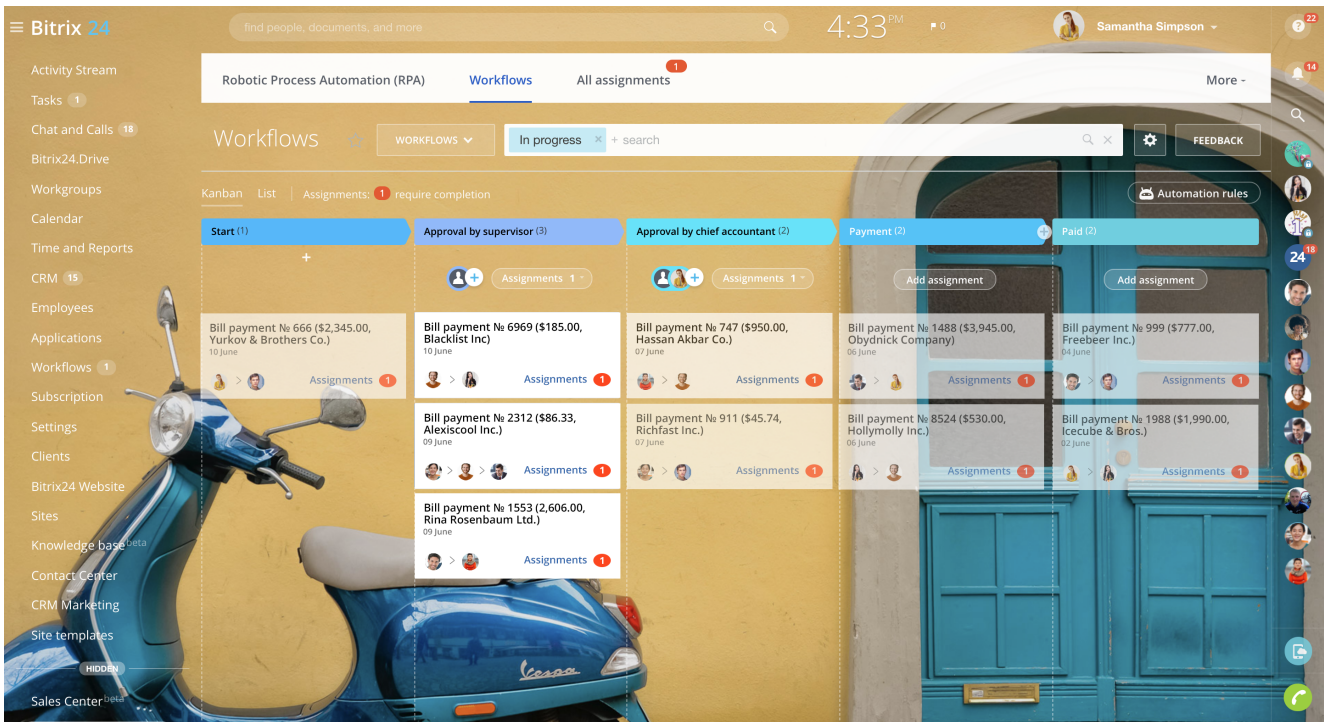 Bitrix 24
find people, documents, and more
4:33 PM
0
Samantha Simpson
22
Activity Stream
Tasks 1
Chat and Calls 18
Bitrix24.Drive
Workgroups
Calendar
Time and Reports
CRM 15
Employees
Applications
Workflows 1
Subscription
Settings
Clients
Bitrix24 Website
Sites
Knowledge base beta
Contact Center
CRM Marketing
Site templates
HIDDEN
Sales Center beta
Robotic Process Automation (RPA)
Workflows
All assignments
1
More -
Workflows
WORKFLOWS
In progress × + search
FEEDBACK
Kanban
List
Assignments: 1 require completion
Automation rules
Start (1)
+
Bill payment № 666 ($2,345.00,
Yurkov & Brothers Co.)
10 June
> Assignments 1
Approval by supervisor (3)
+ Assignments 1
Bill payment № 6969 ($185.00,
Blacklist Inc)
10 June
> Assignments 1
Bill payment № 2312 ($86.33,
Alexiscool Inc.)
09 June
> > Assignments 1
Bill payment № 1553 (2,606.00,
Rina Rosenbaum Ltd.)
09 June
> Assignments 1
Approval by chief accountant (2)
+ Assignments 1
Bill payment № 747 ($950.00,
Hassan Akbar Co.)
07 June
> Assignments 1
Bill payment № 911 ($45.74,
Richfast Inc.)
07 June
> Assignments 1
Payment (2)
Add assignment
Bill payment № 1488 ($3,945.00,
Obydnick Company)
06 June
> Assignments 1
Bill payment № 8524 ($530.00,
Hollymolly Inc.)
06 June
> Assignments 1
Paid (2)
Add assignment
Bill payment № 999 ($777.00,
Freebeer Inc.)
04 June
> Assignments 1
Bill payment № 1988 ($1,990.00,
Icecube & Bros.)
02 June
> Assignments 1
14
24
18
Vespa